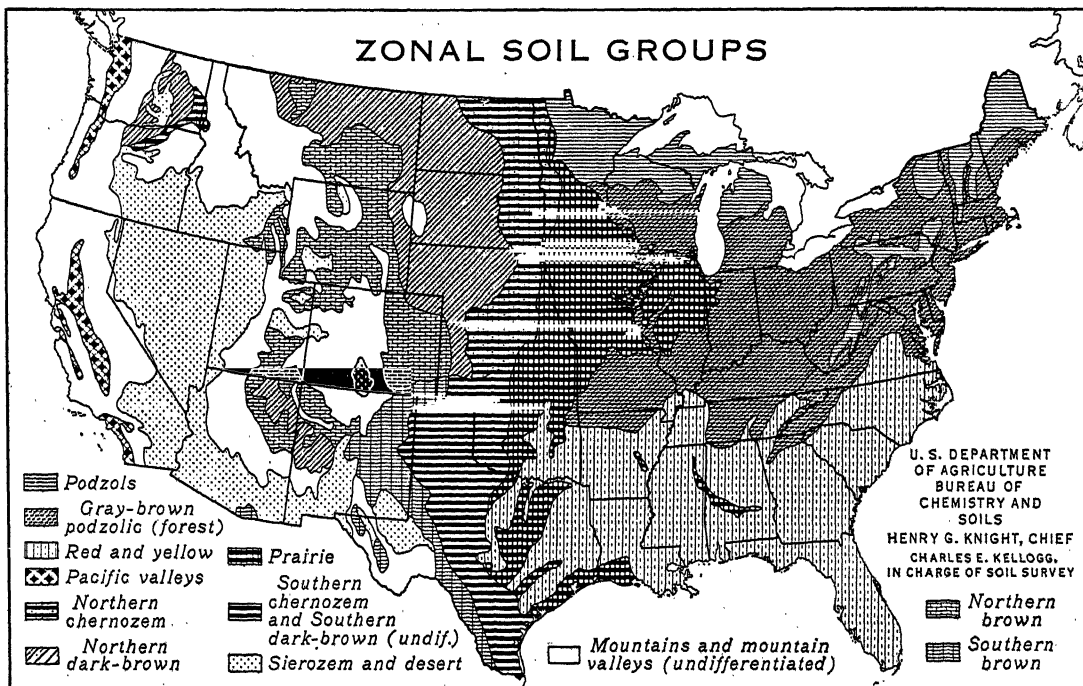 ZONAL SOIL GROUPS
Podzols
Gray-brown
podzolic (forest)
Red and yellow
Pacific valleys
Northern
chernozem
Northern
dark-brown
Prairie
Southern
chernozem
and Southern
dark-brown (undif.)
Sierozem and desert
Mountains and mountain
valleys (undifferentiated)
U. S. DEPARTMENT
OF AGRICULTURE
BUREAU OF
CHEMISTRY AND
SOILS
HENRY G. KNIGHT, CHIEF
CHARLES E. KELLOGG,
IN CHARGE OF SOIL SURVEY
Northern
brown
Southern
brown